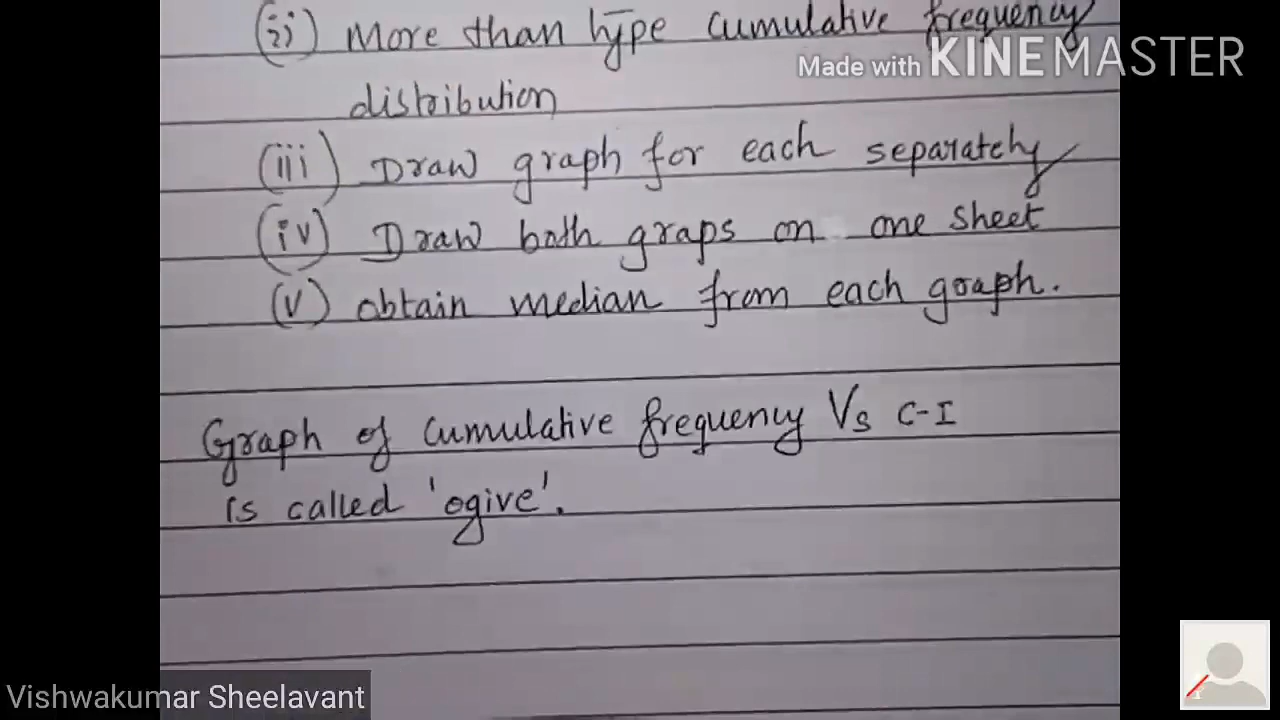 (ii) More than type cumulative frequency
Made with KINEMASTER
distribution
(iii) Draw graph for each separately
(iv) Draw both graps on one sheet
(v) obtain median from each graph.
Graph of cumulative frequency Vs C-I
is called 'ogive'.
Vishwakumar Sheelavant